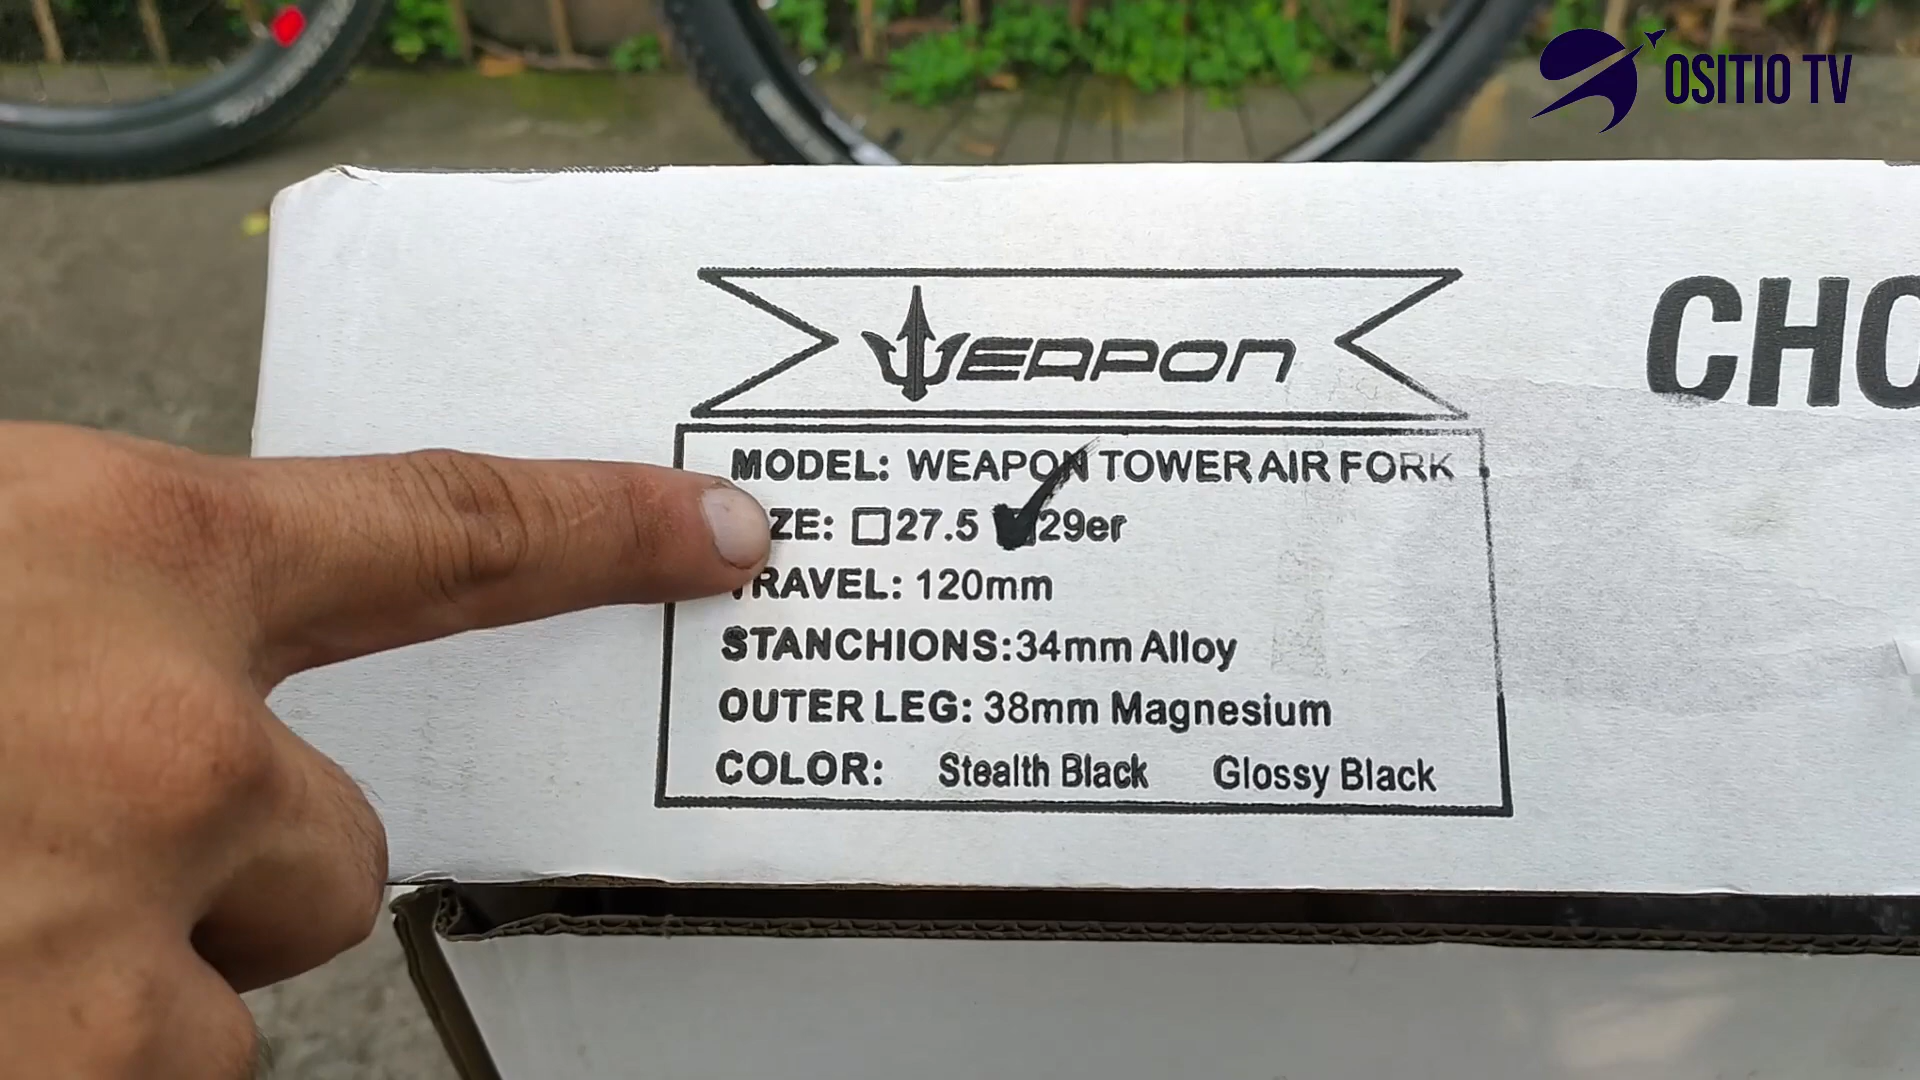 OSITIO TV
WEAPON
CHO
MODEL: WEAPON TOWER AIR FORK
ZE: 27.5 29er
TRAVEL: 120mm
STANCHIONS:34mm Alloy
OUTER LEG: 38mm Magnesium
COLOR: Stealth Black Glossy Black